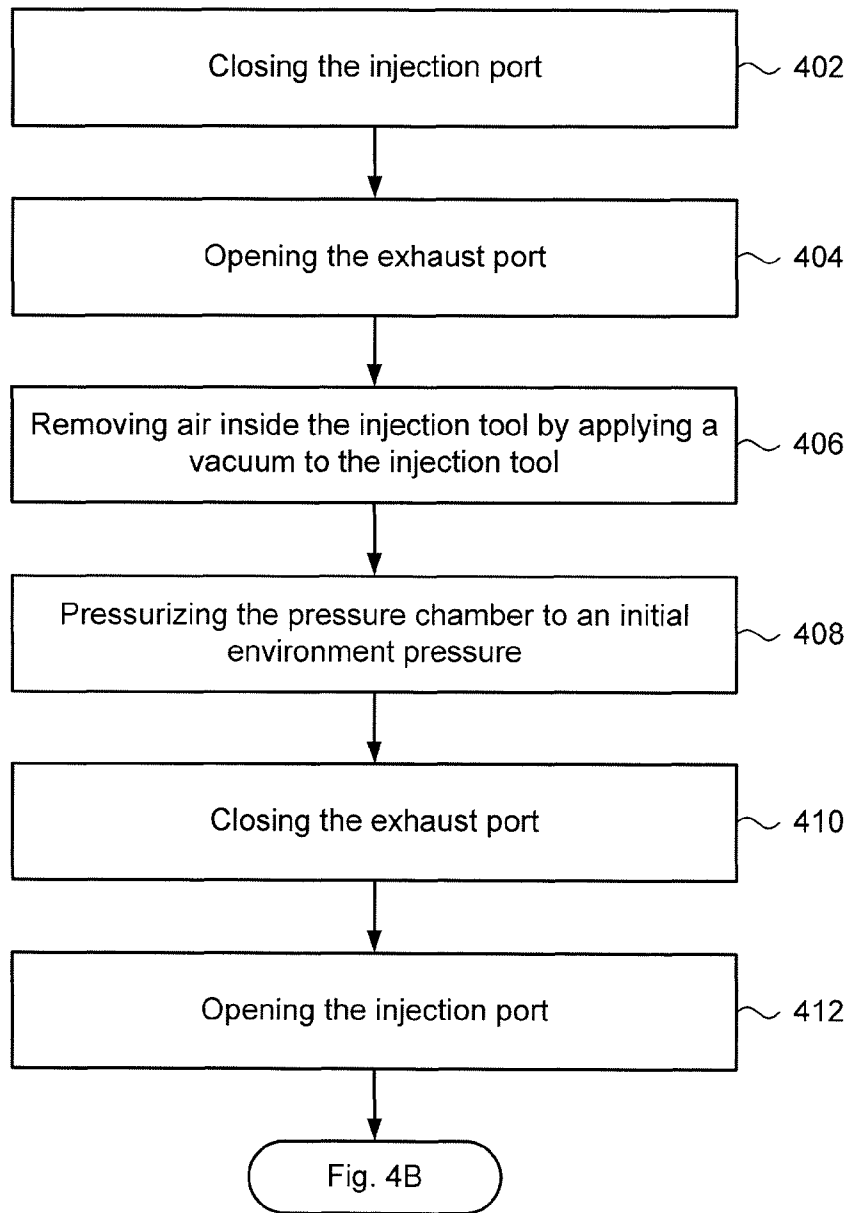 Closing the injection port
402
Opening the exhaust port
404
Removing air inside the injection tool by applying a
vacuum to the injection tool
406
Pressurizing the pressure chamber to an initial
environment pressure
408
Closing the exhaust port
410
Opening the injection port
412
Fig. 4B